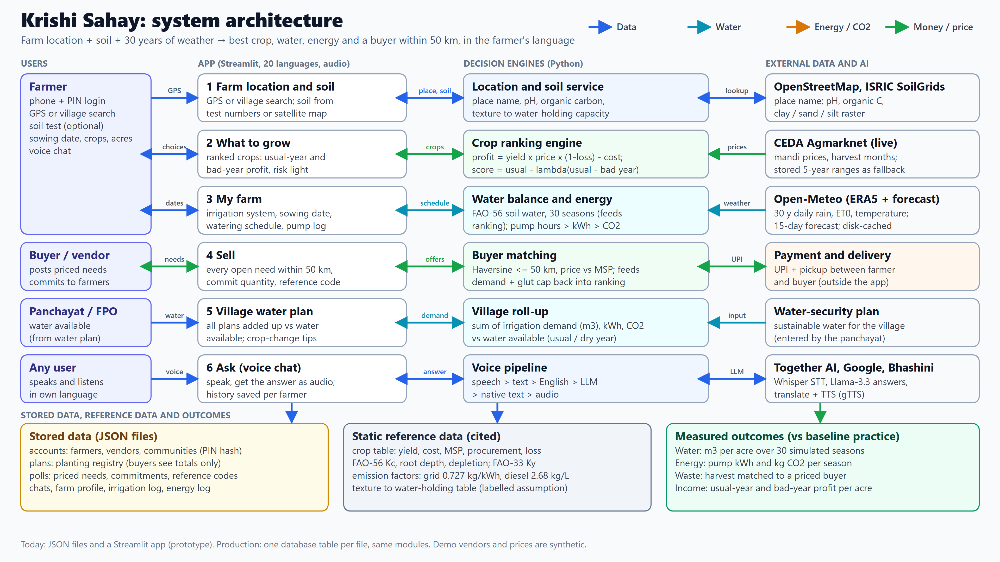 Krishi Sahay: system architecture
Farm location + soil + 30 years of weather → best crop, water, energy and a buyer within 50 km, in the farmer's language
Data
Water
Energy / CO2
Money / price
USERS
APP (Streamlit, 20 languages, audio)
DECISION ENGINES (Python)
EXTERNAL DATA AND AI
Farmer
phone + PIN login
GPS or village search
soil test (optional)
sowing date, crops, acres
voice chat
GPS
1 Farm location and soil
GPS or village search; soil from
test numbers or satellite map
place, soil
Location and soil service
place name, pH, organic carbon,
texture to water-holding capacity
lookup
OpenStreetMap, ISRIC SoilGrids
place name; pH, organic C,
clay / sand / silt raster
choices
2 What to grow
ranked crops: usual-year and
bad-year profit, risk light
crops
Crop ranking engine
profit = yield x price x (1-loss) - cost;
score = usual - lambda(usual - bad year)
prices
CEDA Agmarknet (live)
mandi prices, harvest months;
stored 5-year ranges as fallback
dates
3 My farm
irrigation system, sowing date,
watering schedule, pump log
schedule
Water balance and energy
FAO-56 soil water, 30 seasons (feeds
ranking); pump hours > kWh > CO2
weather
Open-Meteo (ERA5 + forecast)
30 y daily rain, ET0, temperature;
15-day forecast; disk-cached
Buyer / vendor
posts priced needs
commits to farmers
needs
4 Sell
every open need within 50 km,
commit quantity, reference code
offers
Buyer matching
Haversine <= 50 km, price vs MSP; feeds
demand + glut cap back into ranking
UPI
Payment and delivery
UPI + pickup between farmer
and buyer (outside the app)
Panchayat / FPO
water available
(from water plan)
water
5 Village water plan
all plans added up vs water
available; crop-change tips
demand
Village roll-up
sum of irrigation demand (m3), kWh, CO2
vs water available (usual / dry year)
input
Water-security plan
sustainable water for the village
(entered by the panchayat)
Any user
speaks and listens
in own language
voice
6 Ask (voice chat)
speak, get the answer as audio;
history saved per farmer
answer
Voice pipeline
speech > text > English > LLM
> native text > audio
LLM
Together AI, Google, Bhashini
Whisper STT, Llama-3.3 answers,
translate + TTS (gTTS)
STORED DATA, REFERENCE DATA AND OUTCOMES
Stored data (JSON files)
accounts: farmers, vendors, communities (PIN hash)
plans: planting registry (buyers see totals only)
polls: priced needs, commitments, reference codes
chats, farm profile, irrigation log, energy log
Static reference data (cited)
crop table: yield, cost, MSP, procurement, loss
FAO-56 Kc, root depth, depletion; FAO-33 Ky
emission factors: grid 0.727 kg/kWh, diesel 2.68 kg/L
texture to water-holding table (labelled assumption)
Measured outcomes (vs baseline practice)
Water: m3 per acre over 30 simulated seasons
Energy: pump kWh and kg CO2 per season
Waste: harvest matched to a priced buyer
Income: usual-year and bad-year profit per acre
Today: JSON files and a Streamlit app (prototype). Production: one database table per file, same modules. Demo vendors and prices are synthetic.